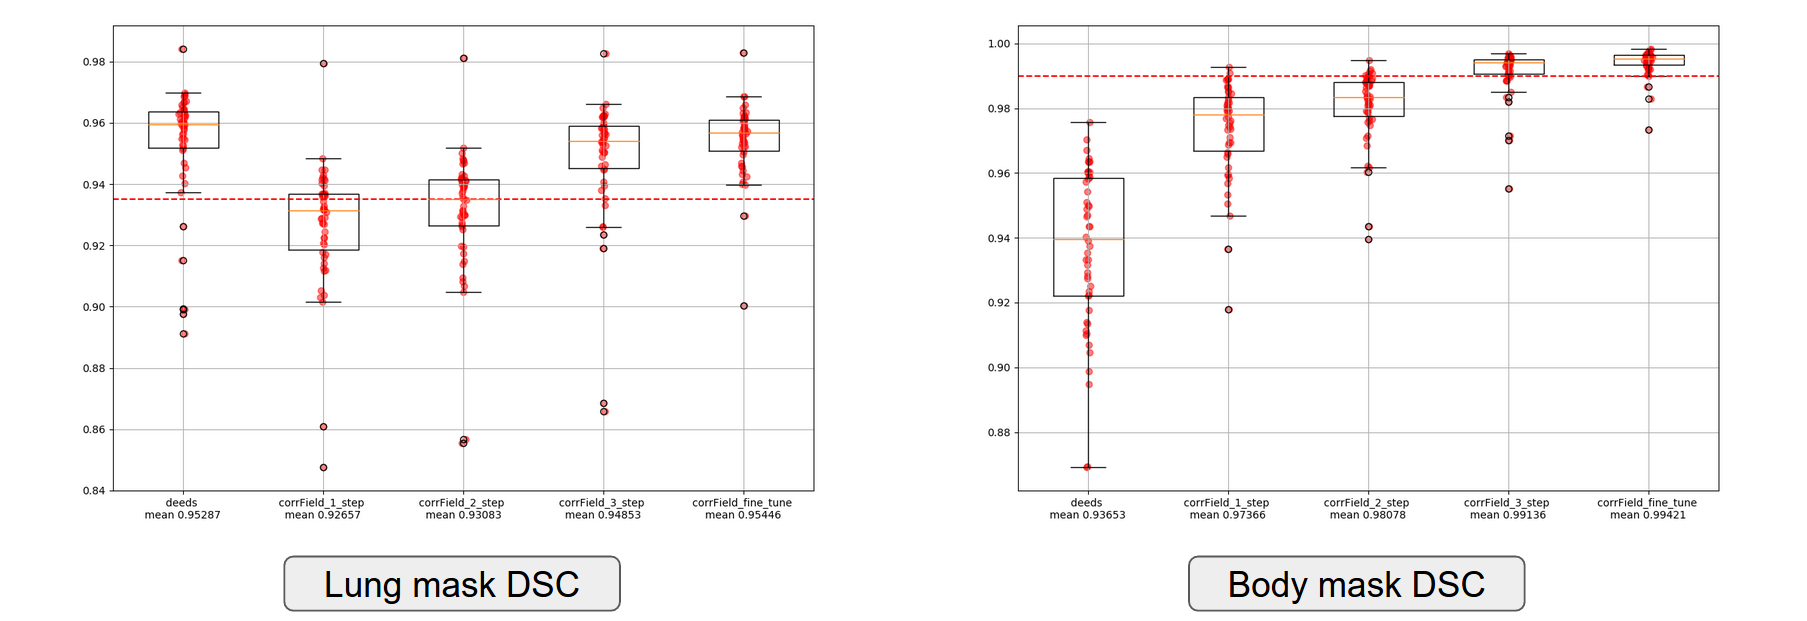 0.98
0.96
0.94
0.92
0.90
0.88
0.86
0.84
deeds
mean 0.95287
corrField_1_step
mean 0.92657
corrField_2_step
mean 0.93083
corrField_3_step
mean 0.94853
corrField_fine_tune
mean 0.95446
Lung mask DSC
1.00
0.98
0.96
0.94
0.92
0.90
0.88
deeds
mean 0.93653
corrField_1_step
mean 0.97366
corrField_2_step
mean 0.98078
corrField_3_step
mean 0.99136
corrField_fine_tune
mean 0.99421
Body mask DSC